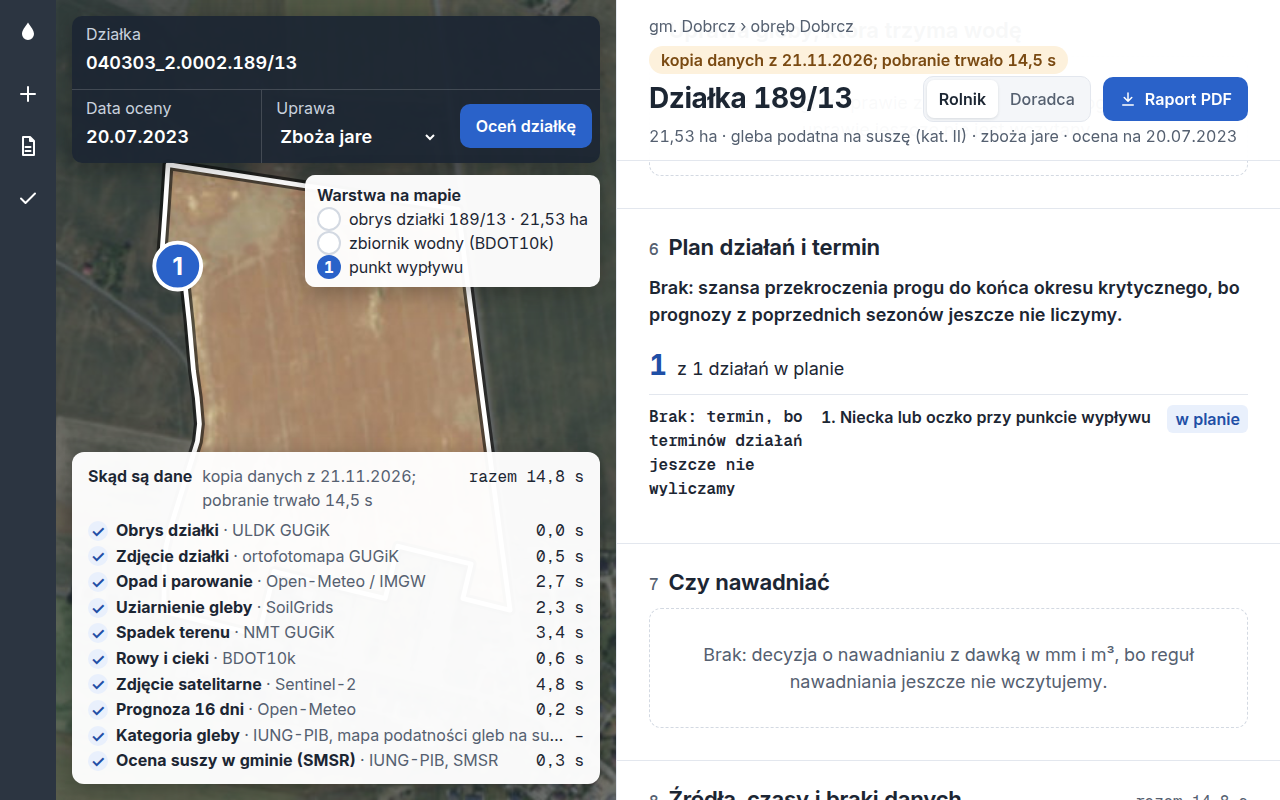 Działka
040303_2.0002.189/13
Data oceny
20.07.2023
Uprawa
Zboża jare
Oceń działkę
Warstwa na mapie
obrys działki 189/13 · 21,53 ha
zbiornik wodny (BDOT10k)
1 punkt wypływu
1
Skąd są dane kopia danych z 21.11.2026; razem 14,8 s
pobranie trwało 14,5 s
Obrys działki · ULDK GUGiK 0,0 s
Zdjęcie działki · ortofotomapa GUGiK 0,5 s
Opad i parowanie · Open-Meteo / IMGW 2,7 s
Uziarnienie gleby · SoilGrids 2,3 s
Spadek terenu · NMT GUGiK 3,4 s
Rowy i cieki · BDOT10k 0,6 s
Zdjęcie satelitarne · Sentinel-2 4,8 s
Prognoza 16 dni · Open-Meteo 0,2 s
Kategoria gleby · IUNG-PIB, mapa podatności gleb na su... –
Ocena suszy w gminie (SMSR) · IUNG-PIB, SMSR 0,3 s
gm. Dobrcz › obręb Dobrcz
kopia danych z 21.11.2026; pobranie trwało 14,5 s
Działka 189/13
Rolnik Doradca
Raport PDF
21,53 ha · gleba podatna na suszę (kat. II) · zboża jare · ocena na 20.07.2023
6 Plan działań i termin
Brak: szansa przekroczenia progu do końca okresu krytycznego, bo
prognozy z poprzednich sezonów jeszcze nie liczymy.
1 z 1 działań w planie
Brak: termin, bo
terminów działań
jeszcze nie
wyliczamy
1. Niecka lub oczko przy punkcie wypływu
w planie
7 Czy nawadniać
Brak: decyzja o nawadnianiu z dawką w mm i m³, bo reguł
nawadniania jeszcze nie wczytujemy.
8 Źródła, czasy i braki danych razem 14,8 s